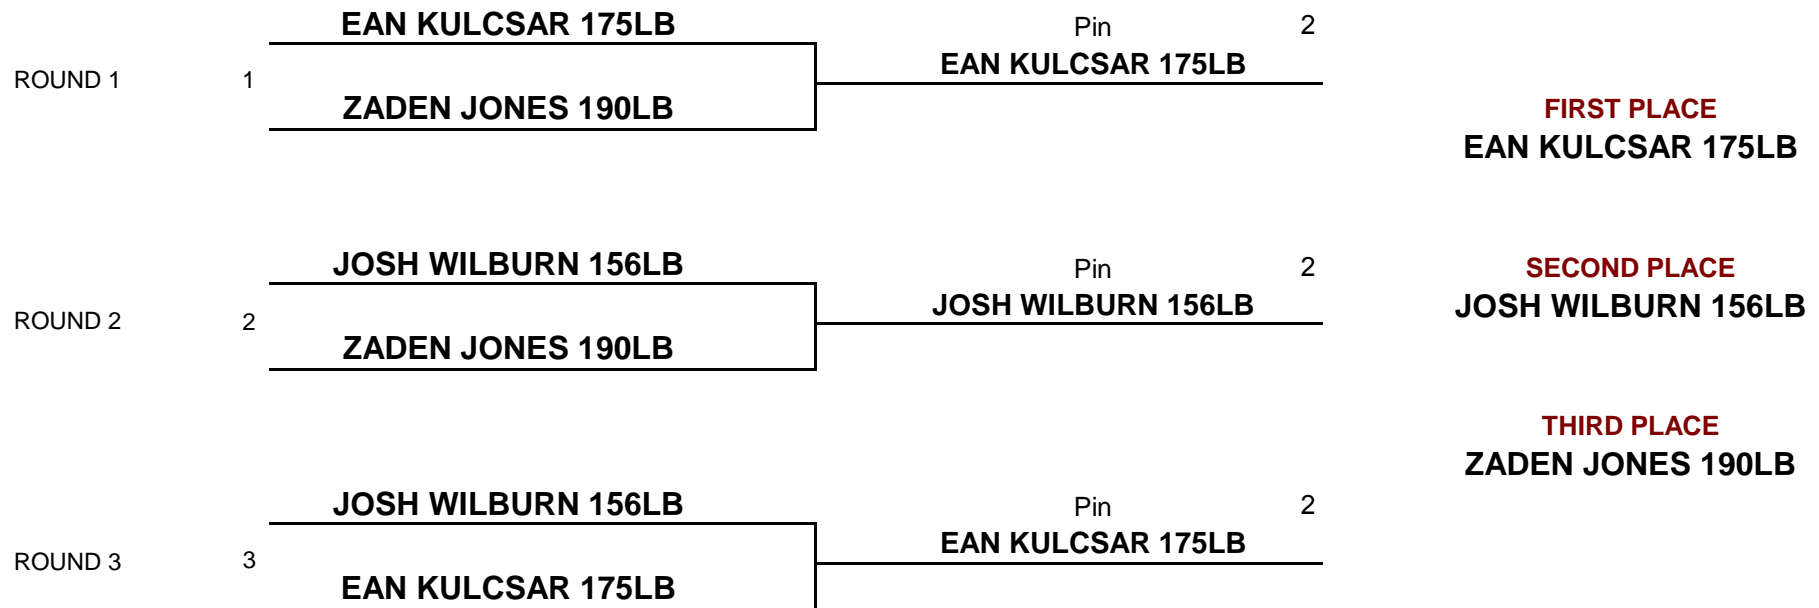 EAN KULCSAR 175LB
Pin 2
EAN KULCSAR 175LB
ROUND 1 1
ZADEN JONES 190LB
FIRST PLACE
EAN KULCSAR 175LB
JOSH WILBURN 156LB
Pin 2
SECOND PLACE
JOSH WILBURN 156LB
JOSH WILBURN 156LB
ROUND 2 2
ZADEN JONES 190LB
THIRD PLACE
ZADEN JONES 190LB
JOSH WILBURN 156LB
Pin 2
EAN KULCSAR 175LB
ROUND 3 3
EAN KULCSAR 175LB